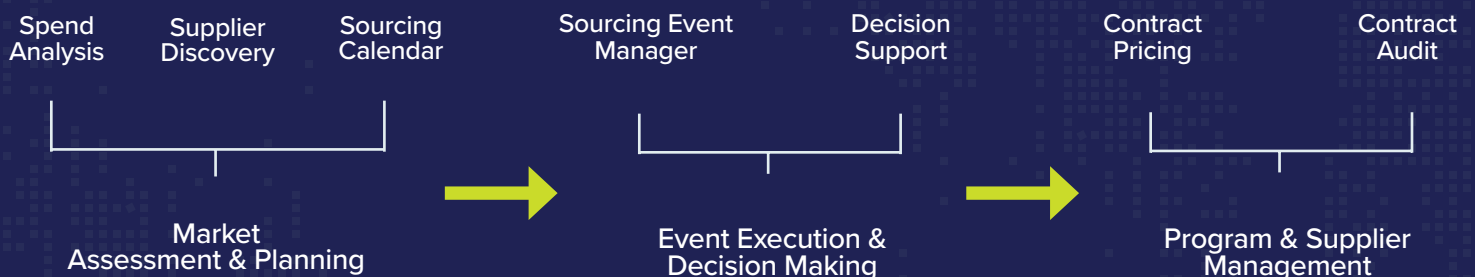 Spend
Analysis
Supplier
Discovery
Sourcing
Calendar
Sourcing Event
Manager
Decision
Support
Contract
Pricing
Contract
Audit
Market
Assessment & Planning
Event Execution &
Decision Making
Program & Supplier
Management